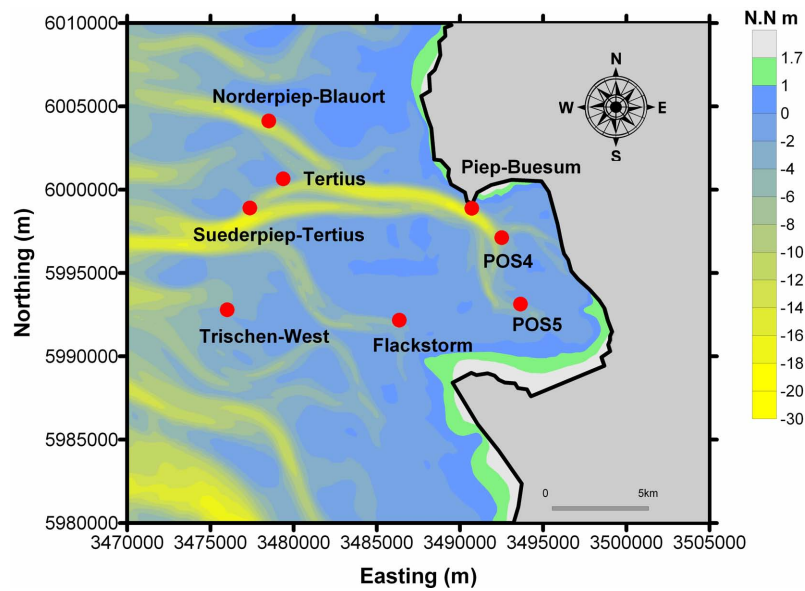 N.N m
6010000
6005000
6000000
5995000
5990000
5985000
5980000
Northing (m)
Norderpiep-Blauort
Tertius
Piep-Buesum
Suederpiep-Tertius
POS4
Trischen-West
Flackstorm
POS5
N
W
E
S
1.7
1
0
-2
-4
-6
-8
-10
-12
-14
-16
-18
-20
-30
0
5km
3470000
3475000
3480000
3485000
3490000
3495000
3500000
3505000
Easting (m)